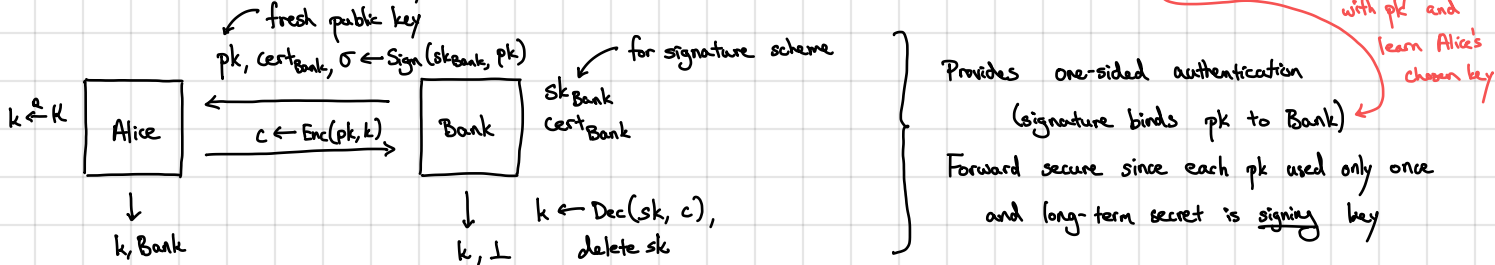 fresh public key
pk, cert_Bank, σ ← Sign(sk_Bank, pk)
for signature scheme
sk_Bank
cert_Bank
k ←ᴿ K
Alice
Bank
c ← Enc(pk, k)
k, Bank
k, ⊥
k ← Dec(sk, c),
delete sk
Provides one-sided authentication
(signature binds pk to Bank)
Forward secure since each pk used only once
and long-term secret is signing key
with pk and
learn Alice's
chosen key